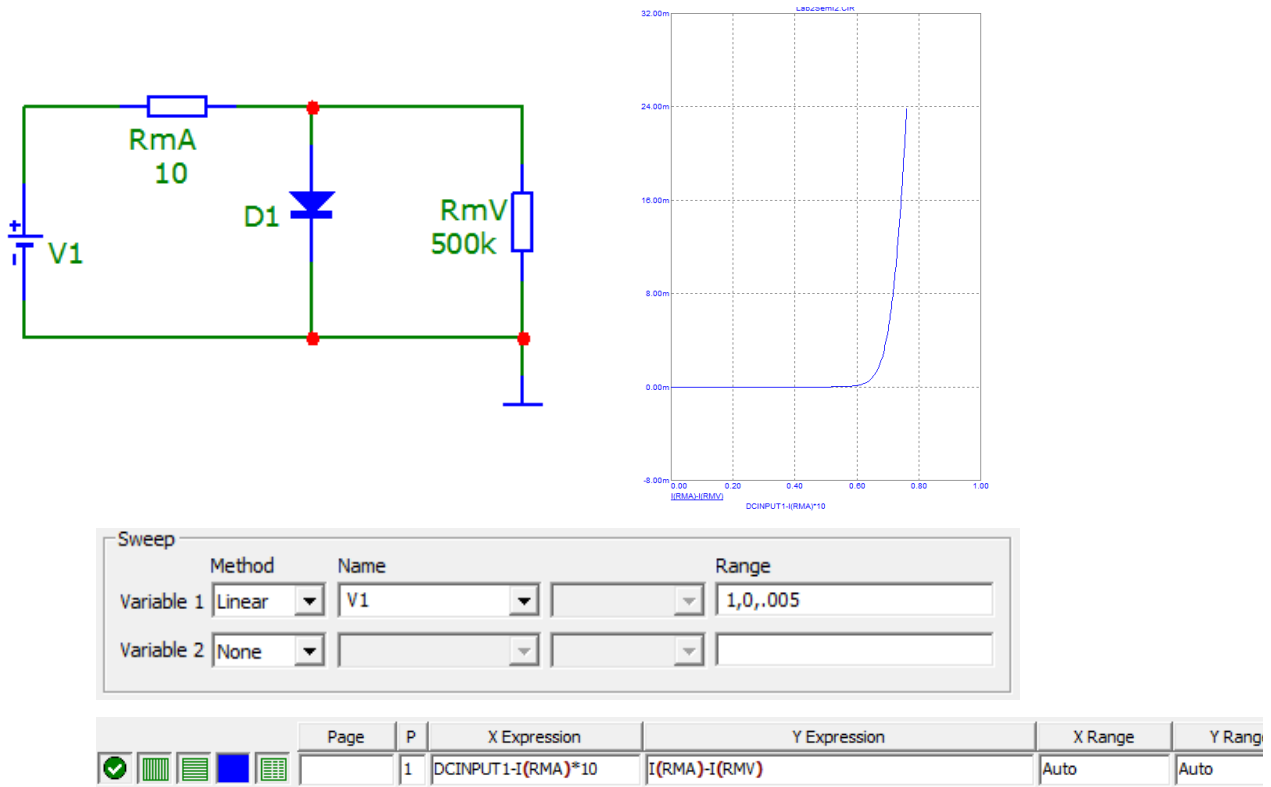 RmA
10
+
-
V1
D1
RmV
500k
Lab2Semi2.CIR
32.00m
24.00m
16.00m
8.00m
0.00m
-8.00m
0.00 0.20 0.40 0.60 0.80 1.00
I(RMA)-I(RMV)
DCINPUT1-I(RMA)*10
Sweep
Method Name Range
Variable 1 Linear V1 1,0,.005
Variable 2 None
Page P X Expression Y Expression X Range Y Rang
1 DCINPUT1-I(RMA)*10 I(RMA)-I(RMV) Auto Auto